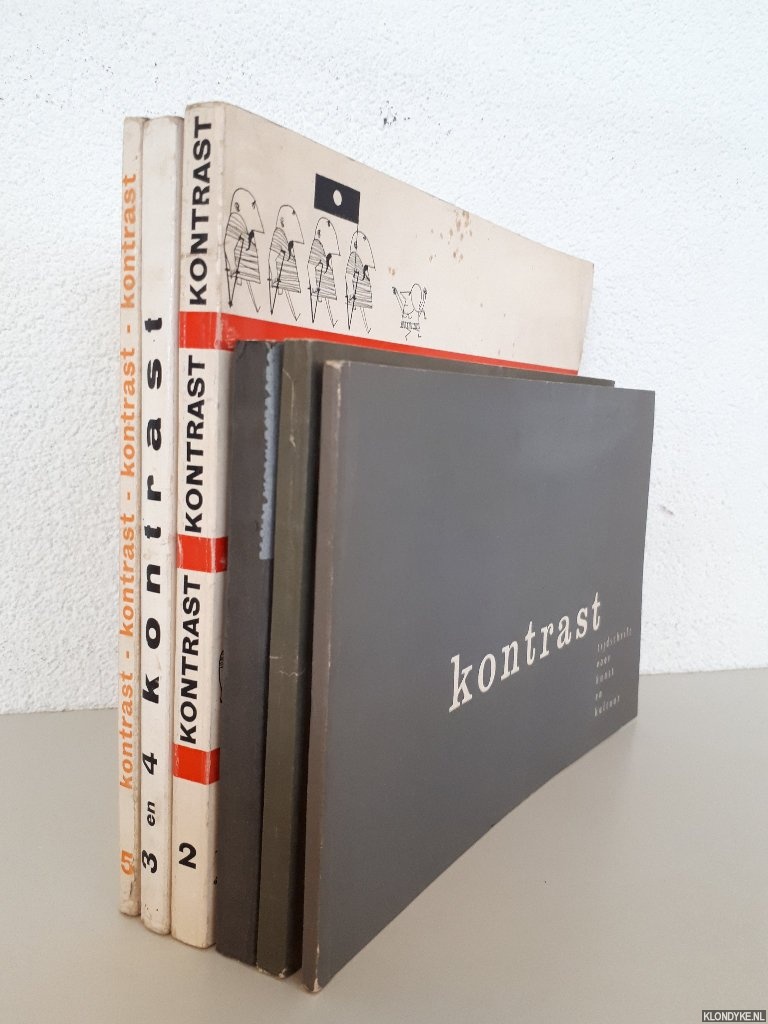 5 kontrast - kontrast - kontrast - kontrast
3 en 4 kontrast
2 KONTRAST KONTRAST KONTRAST
kontrast
tijdschrift
voor
kunst
en
kultuur
KLONDYKE.NL